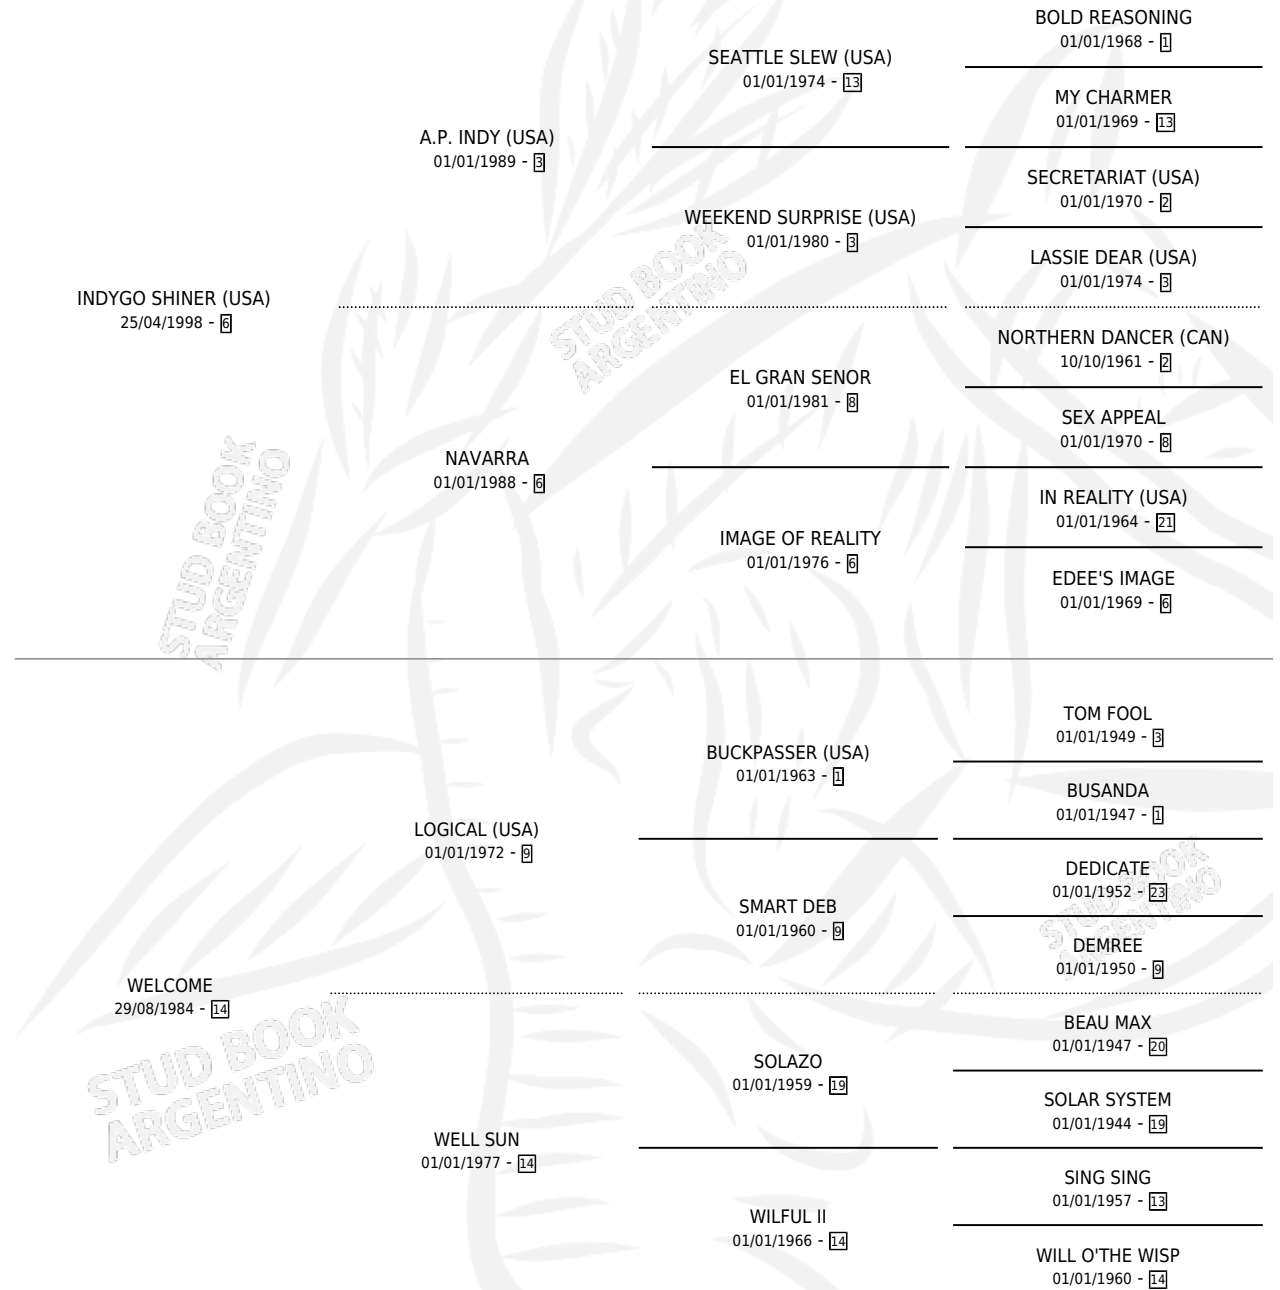 BOLD REASONING
01/01/1968 - 1
SEATTLE SLEW (USA)
01/01/1974 - 13
MY CHARMER
01/01/1969 - 13
A.P. INDY (USA)
01/01/1989 - 3
SECRETARIAT (USA)
01/01/1970 - 2
WEEKEND SURPRISE (USA)
01/01/1980 - 3
LASSIE DEAR (USA)
01/01/1974 - 3
INDYGO SHINER (USA)
25/04/1998 - 6
NORTHERN DANCER (CAN)
10/10/1961 - 2
EL GRAN SENOR
01/01/1981 - 8
SEX APPEAL
01/01/1970 - 8
NAVARRA
01/01/1988 - 6
IN REALITY (USA)
01/01/1964 - 21
IMAGE OF REALITY
01/01/1976 - 6
EDEE'S IMAGE
01/01/1969 - 6
TOM FOOL
01/01/1949 - 3
BUCKPASSER (USA)
01/01/1963 - 1
BUSANDA
01/01/1947 - 1
LOGICAL (USA)
01/01/1972 - 9
DEDICATE
01/01/1952 - 23
SMART DEB
01/01/1960 - 9
DEMREE
01/01/1950 - 9
WELCOME
29/08/1984 - 14
BEAU MAX
01/01/1947 - 20
SOLAZO
01/01/1959 - 19
SOLAR SYSTEM
01/01/1944 - 19
WELL SUN
01/01/1977 - 14
SING SING
01/01/1957 - 13
WILFUL II
01/01/1966 - 14
WILL O'THE WISP
01/01/1960 - 14
STUD BOOK
ARGENTINO
STUD BOOK
ARGENTINO
STUD BOOK
ARGENTINO
STUD BOOK
ARGENTINO